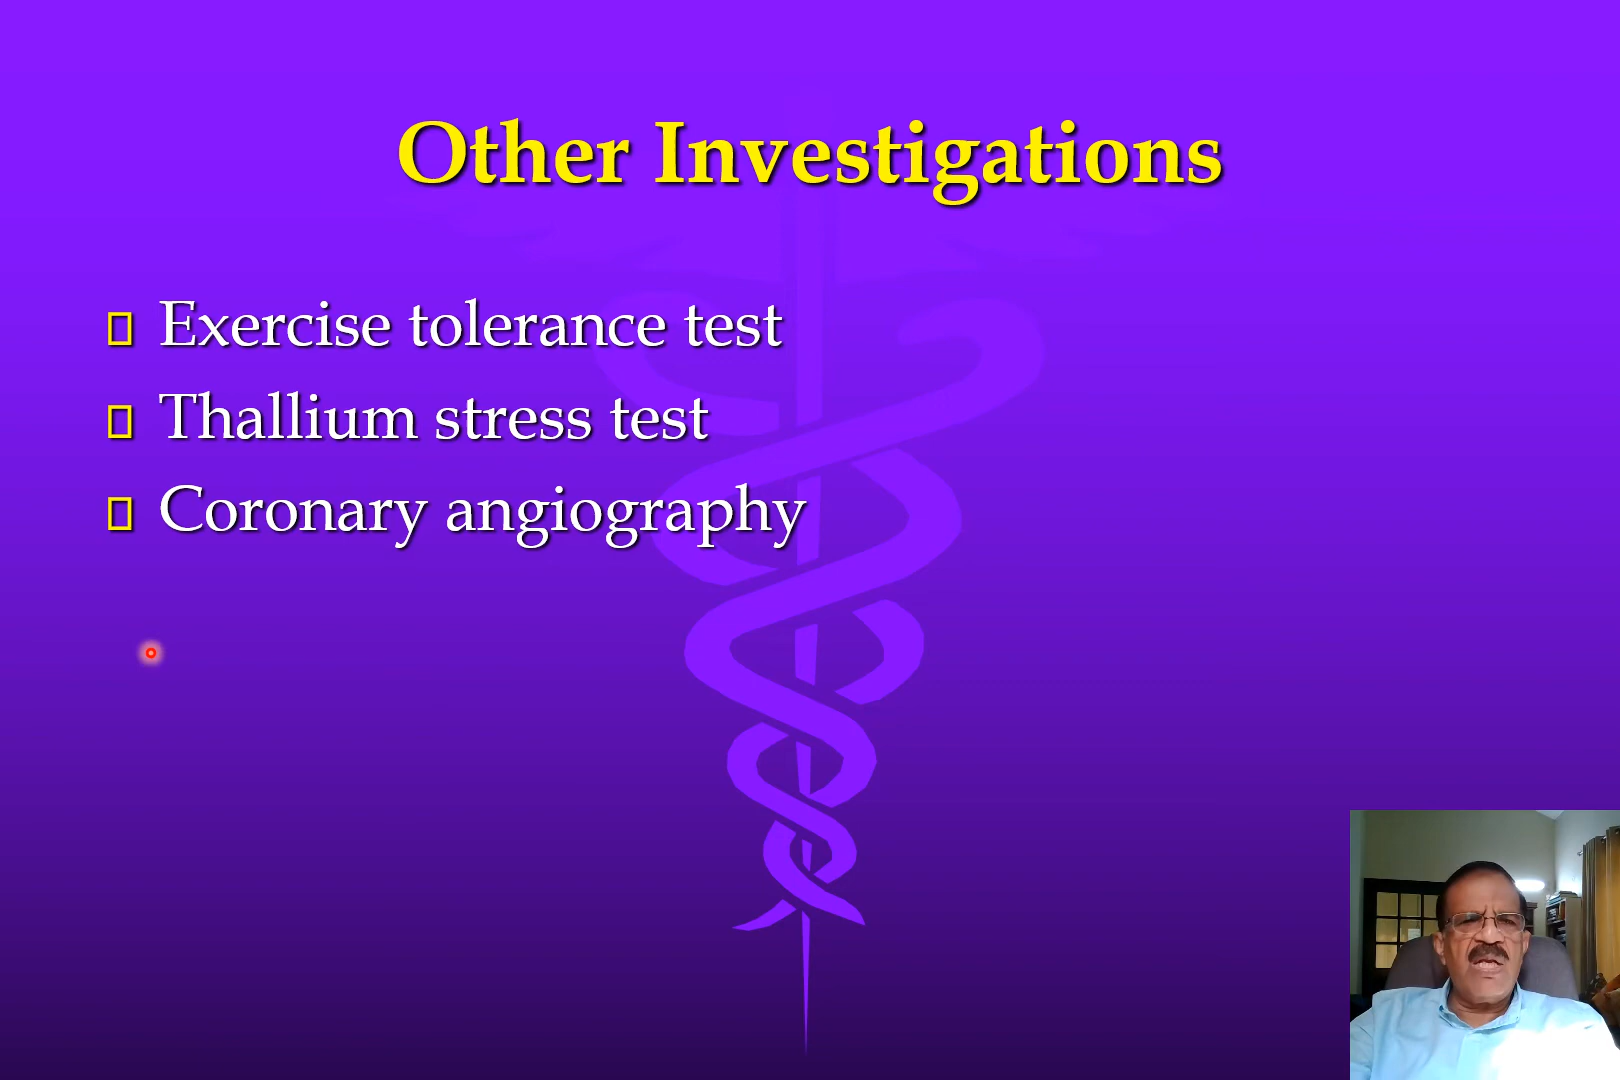 Other Investigations
Exercise tolerance test
Thallium stress test
Coronary angiography